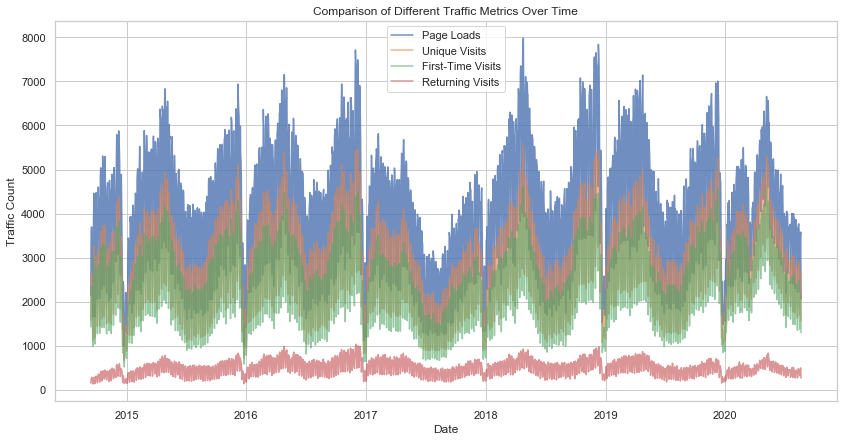 Comparison of Different Traffic Metrics Over Time
Page Loads
Unique Visits
First-Time Visits
Returning Visits
8000
7000
6000
5000
4000
3000
2000
1000
0
Traffic Count
2015 2016 2017 2018 2019 2020
Date